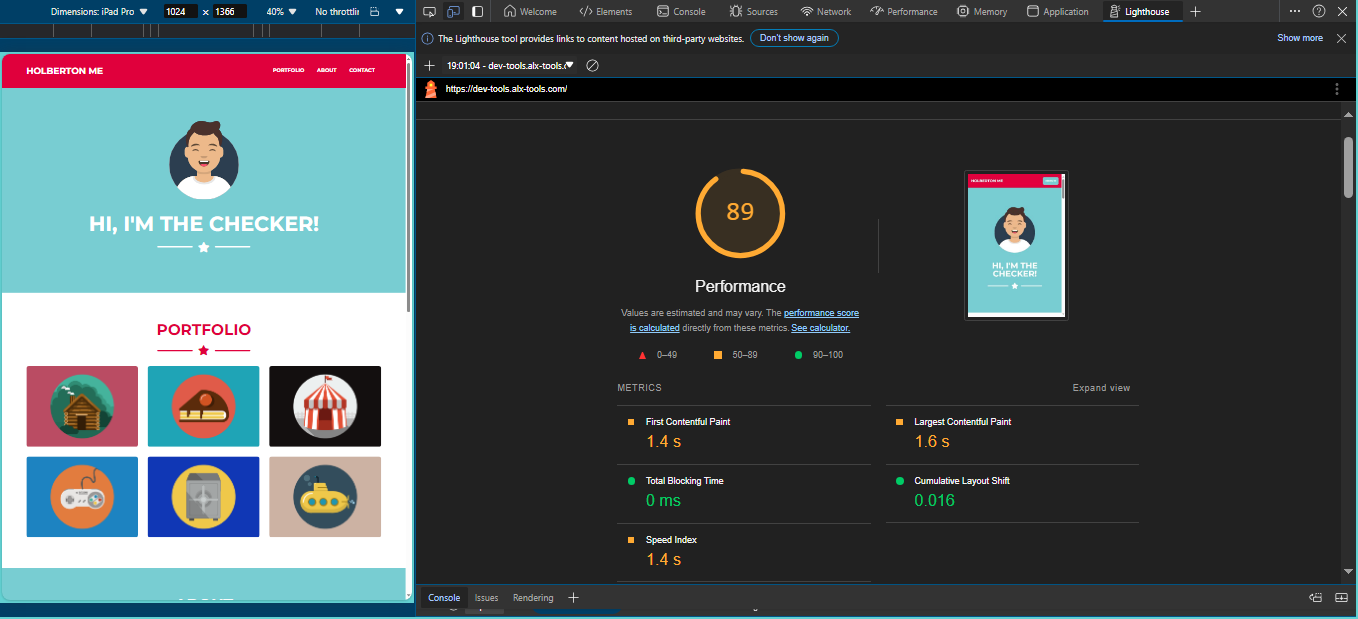 Dimensions: iPad Pro ▼ 1024 × 1366 40% ▼ No throttlin
Welcome Elements Console Sources Network Performance Memory Application Lighthouse
The Lighthouse tool provides links to content hosted on third-party websites. Don't show again Show more
19:01:04 - dev-tools.alx-tools.c
https://dev-tools.alx-tools.com/
HOLBERTON ME PORTFOLIO ABOUT CONTACT
HI, I'M THE CHECKER!
PORTFOLIO
89
Performance
Values are estimated and may vary. The performance score
is calculated directly from these metrics. See calculator.
0–49 50–89 90–100
HOLBERTON ME
HI, I'M THE
CHECKER!
METRICS Expand view
First Contentful Paint
1.4 s
Largest Contentful Paint
1.6 s
Total Blocking Time
0 ms
Cumulative Layout Shift
0.016
Speed Index
1.4 s
Console Issues Rendering